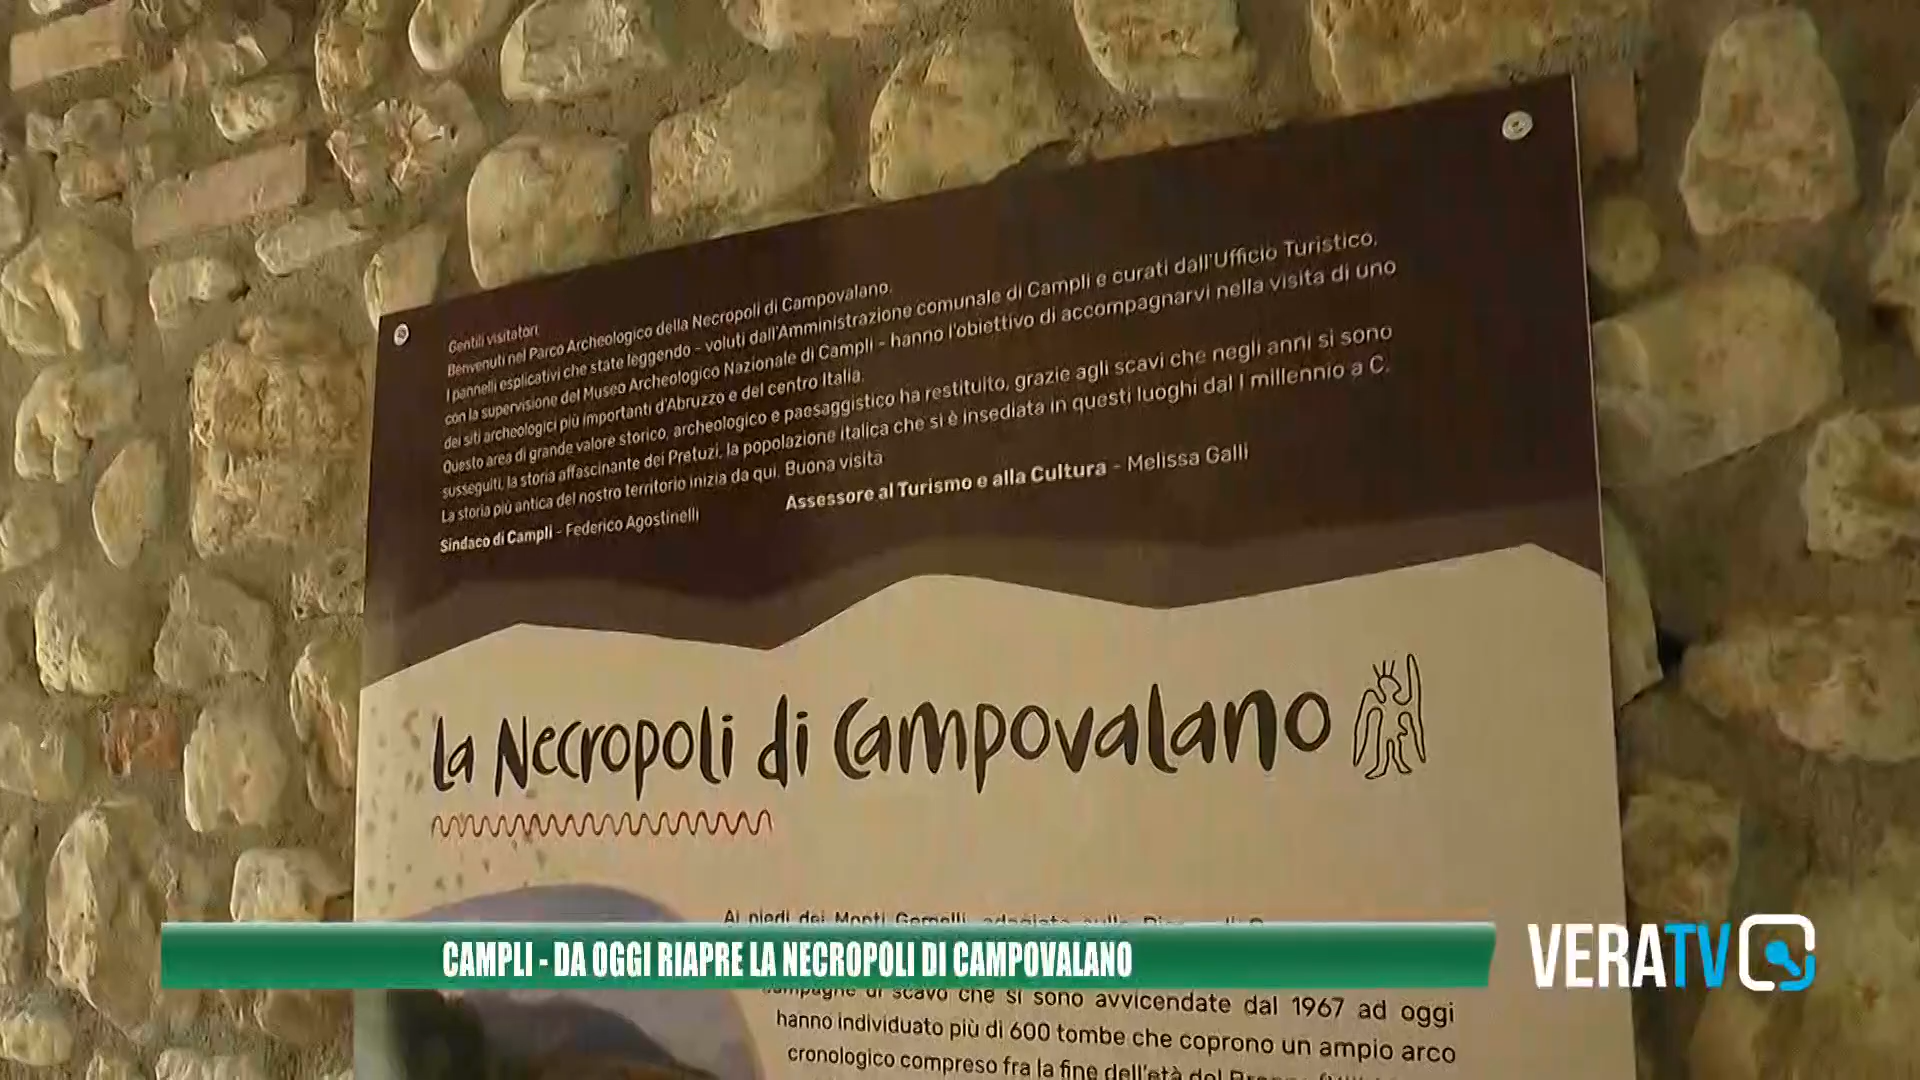 Gentili visitatori
Benvenuti nel Parco Archeologico della Necropoli di Campovalano.
I pannelli esplicativi che state leggendo - voluti dall'Amministrazione comunale di Campli e curati dall'Ufficio Turistico,
con la supervisione del Museo Archeologico Nazionale di Campli - hanno l'obiettivo di accompagnarvi nella visita di uno
dei siti archeologici più importanti d'Abruzzo e del centro Italia.
Questo area di grande valore storico, archeologico e paesaggistico ha restituito, grazie agli scavi che negli anni si sono
susseguiti, la storia affascinante dei Pretuzi, la popolazione italica che si è insediata in questi luoghi dal I millennio a C.
La storia più antica del nostro territorio inizia da qui. Buona visita
Sindaco di Campli - Federico Agostinelli
Assessore al Turismo e alla Cultura - Melissa Galli
La Necropoli di Campovalano
Ai piedi dei Monti Gemelli,
CAMPLI - DA OGGI RIAPRE LA NECROPOLI DI CAMPOVALANO
VERATV
campagne di scavo che si sono avvicendate dal 1967 ad oggi
hanno individuato più di 600 tombe che coprono un ampio arco
cronologico compreso fra la fine dell'età del